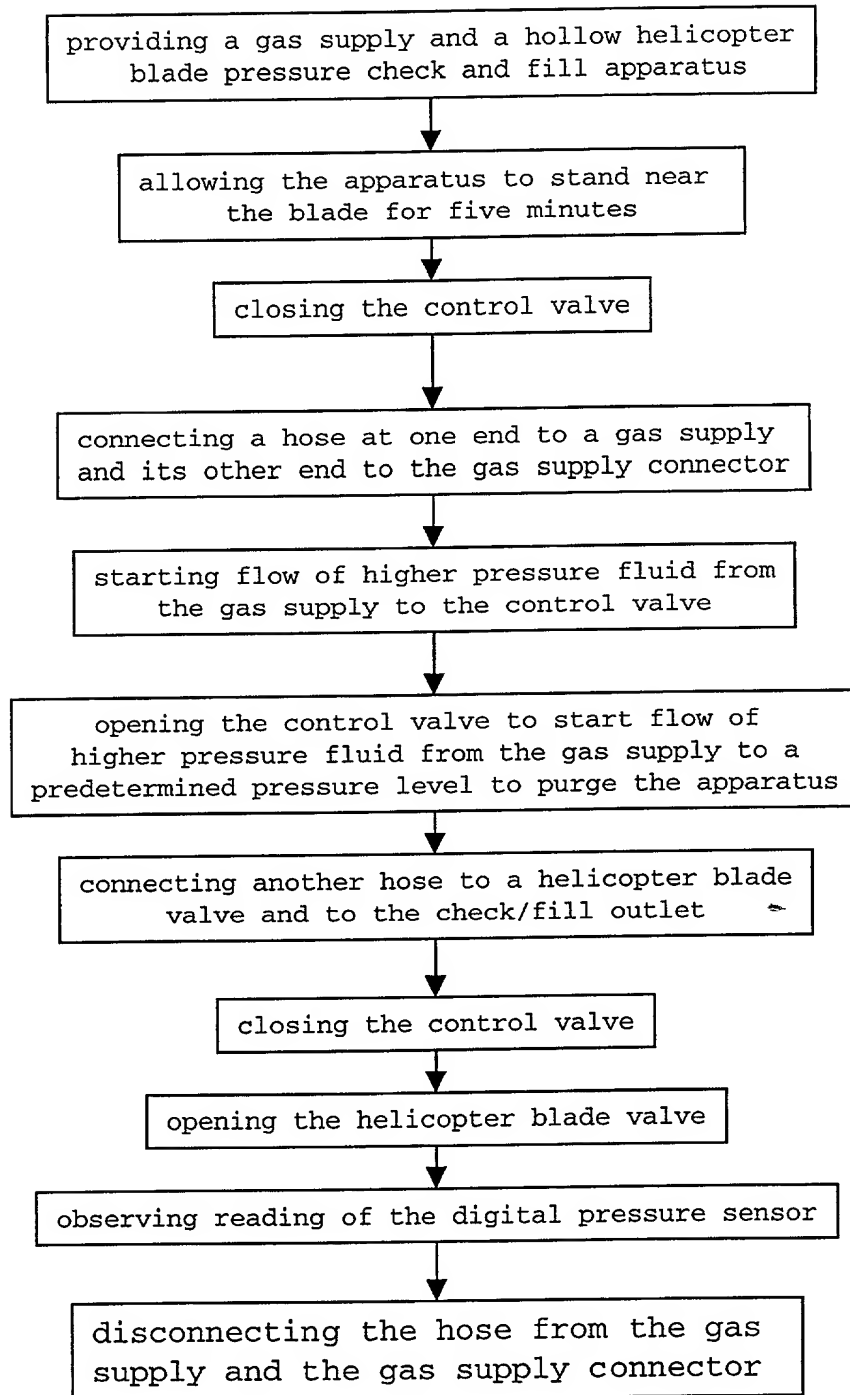 providing a gas supply and a hollow helicopter
blade pressure check and fill apparatus
allowing the apparatus to stand near
the blade for five minutes
closing the control valve
connecting a hose at one end to a gas supply
and its other end to the gas supply connector
starting flow of higher pressure fluid from
the gas supply to the control valve
opening the control valve to start flow of
higher pressure fluid from the gas supply to a
predetermined pressure level to purge the apparatus
connecting another hose to a helicopter blade
valve and to the check/fill outlet
closing the control valve
opening the helicopter blade valve
observing reading of the digital pressure sensor
disconnecting the hose from the gas
supply and the gas supply connector